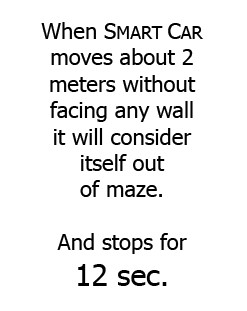 When SMART CAR
moves about 2
meters without
facing any wall
it will consider
itself out
of maze.
And stops for
12 sec.